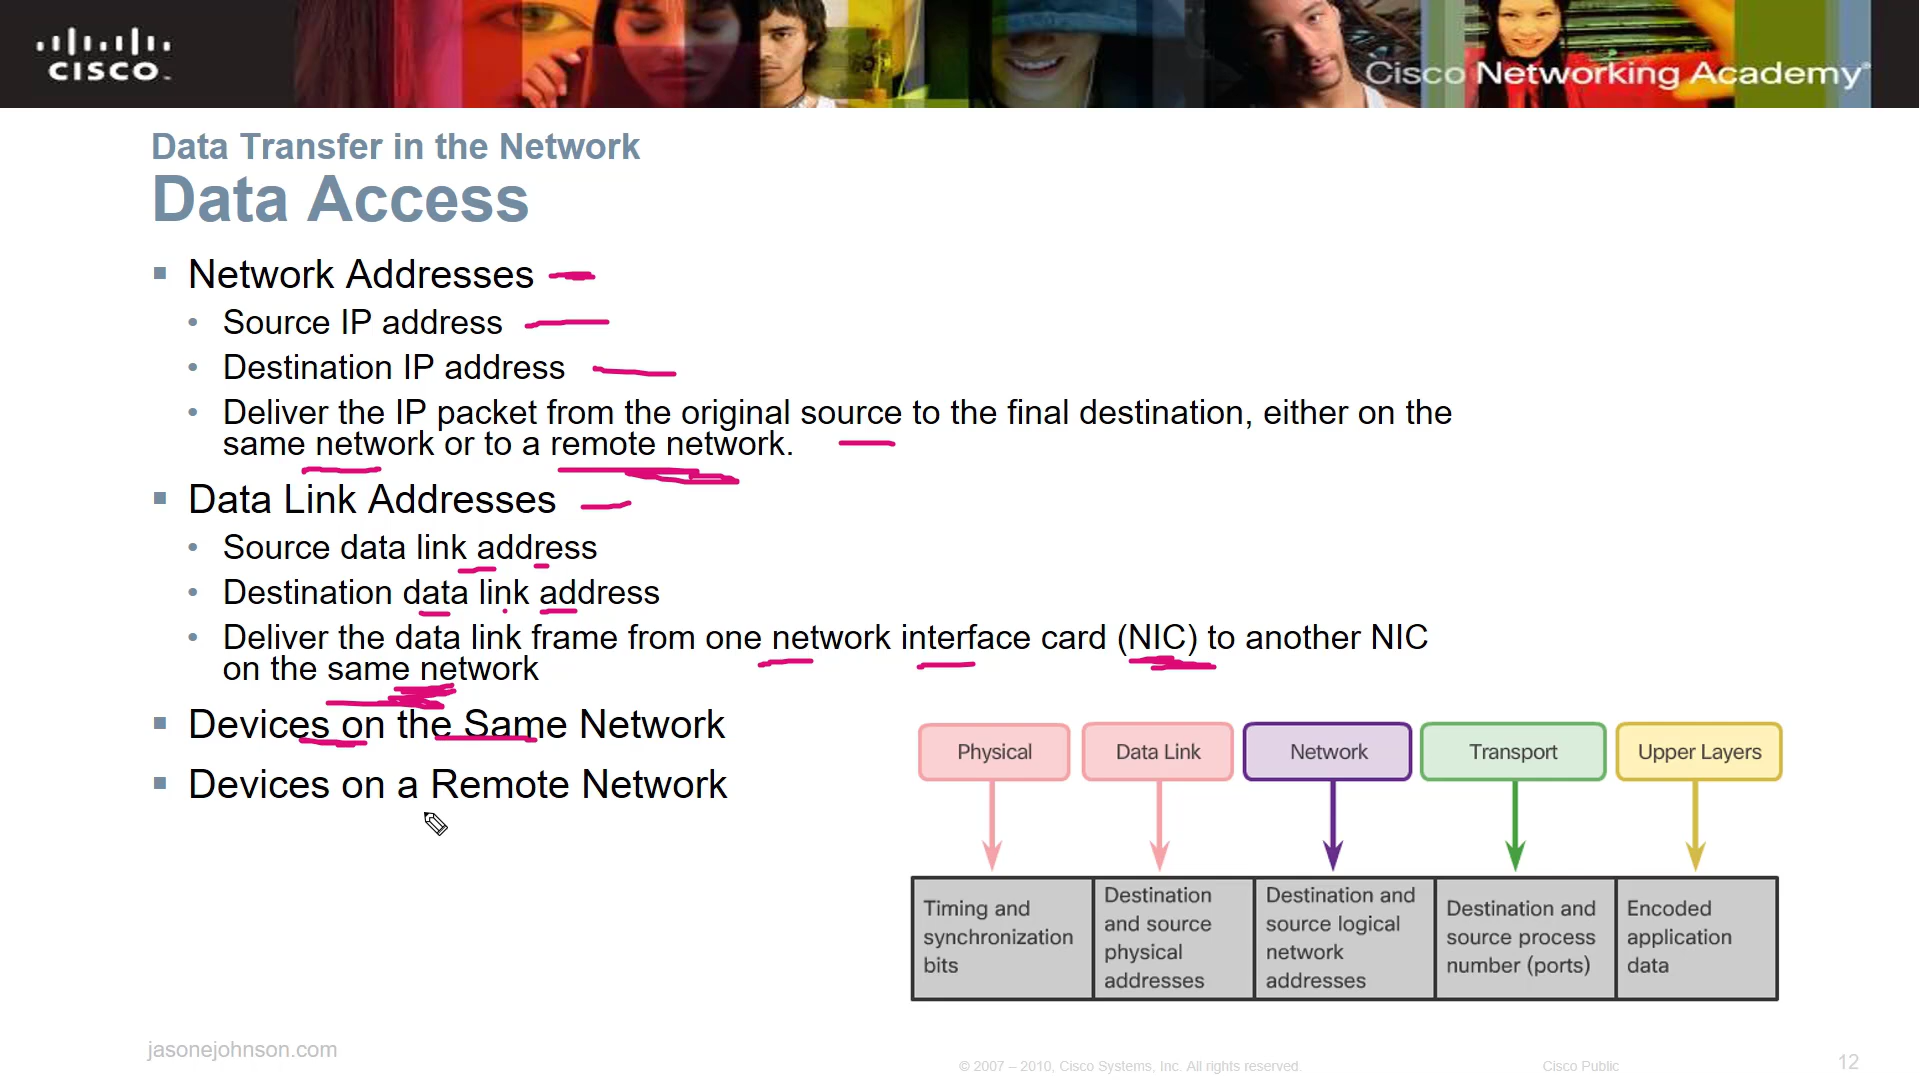 CISCO
Cisco Networking Academy®
Data Transfer in the Network
Data Access
Network Addresses
Source IP address
Destination IP address
Deliver the IP packet from the original source to the final destination, either on the
same network or to a remote network.
Data Link Addresses
Source data link address
Destination data link address
Deliver the data link frame from one network interface card (NIC) to another NIC
on the same network
Devices on the Same Network
Devices on a Remote Network
Physical
Data Link
Network
Transport
Upper Layers
Timing and
synchronization
bits
Destination
and source
physical
addresses
Destination and
source logical
network
addresses
Destination and
source process
number (ports)
Encoded
application
data
jasonejohnson.com
© 2007 – 2010, Cisco Systems, Inc. All rights reserved.
Cisco Public
12